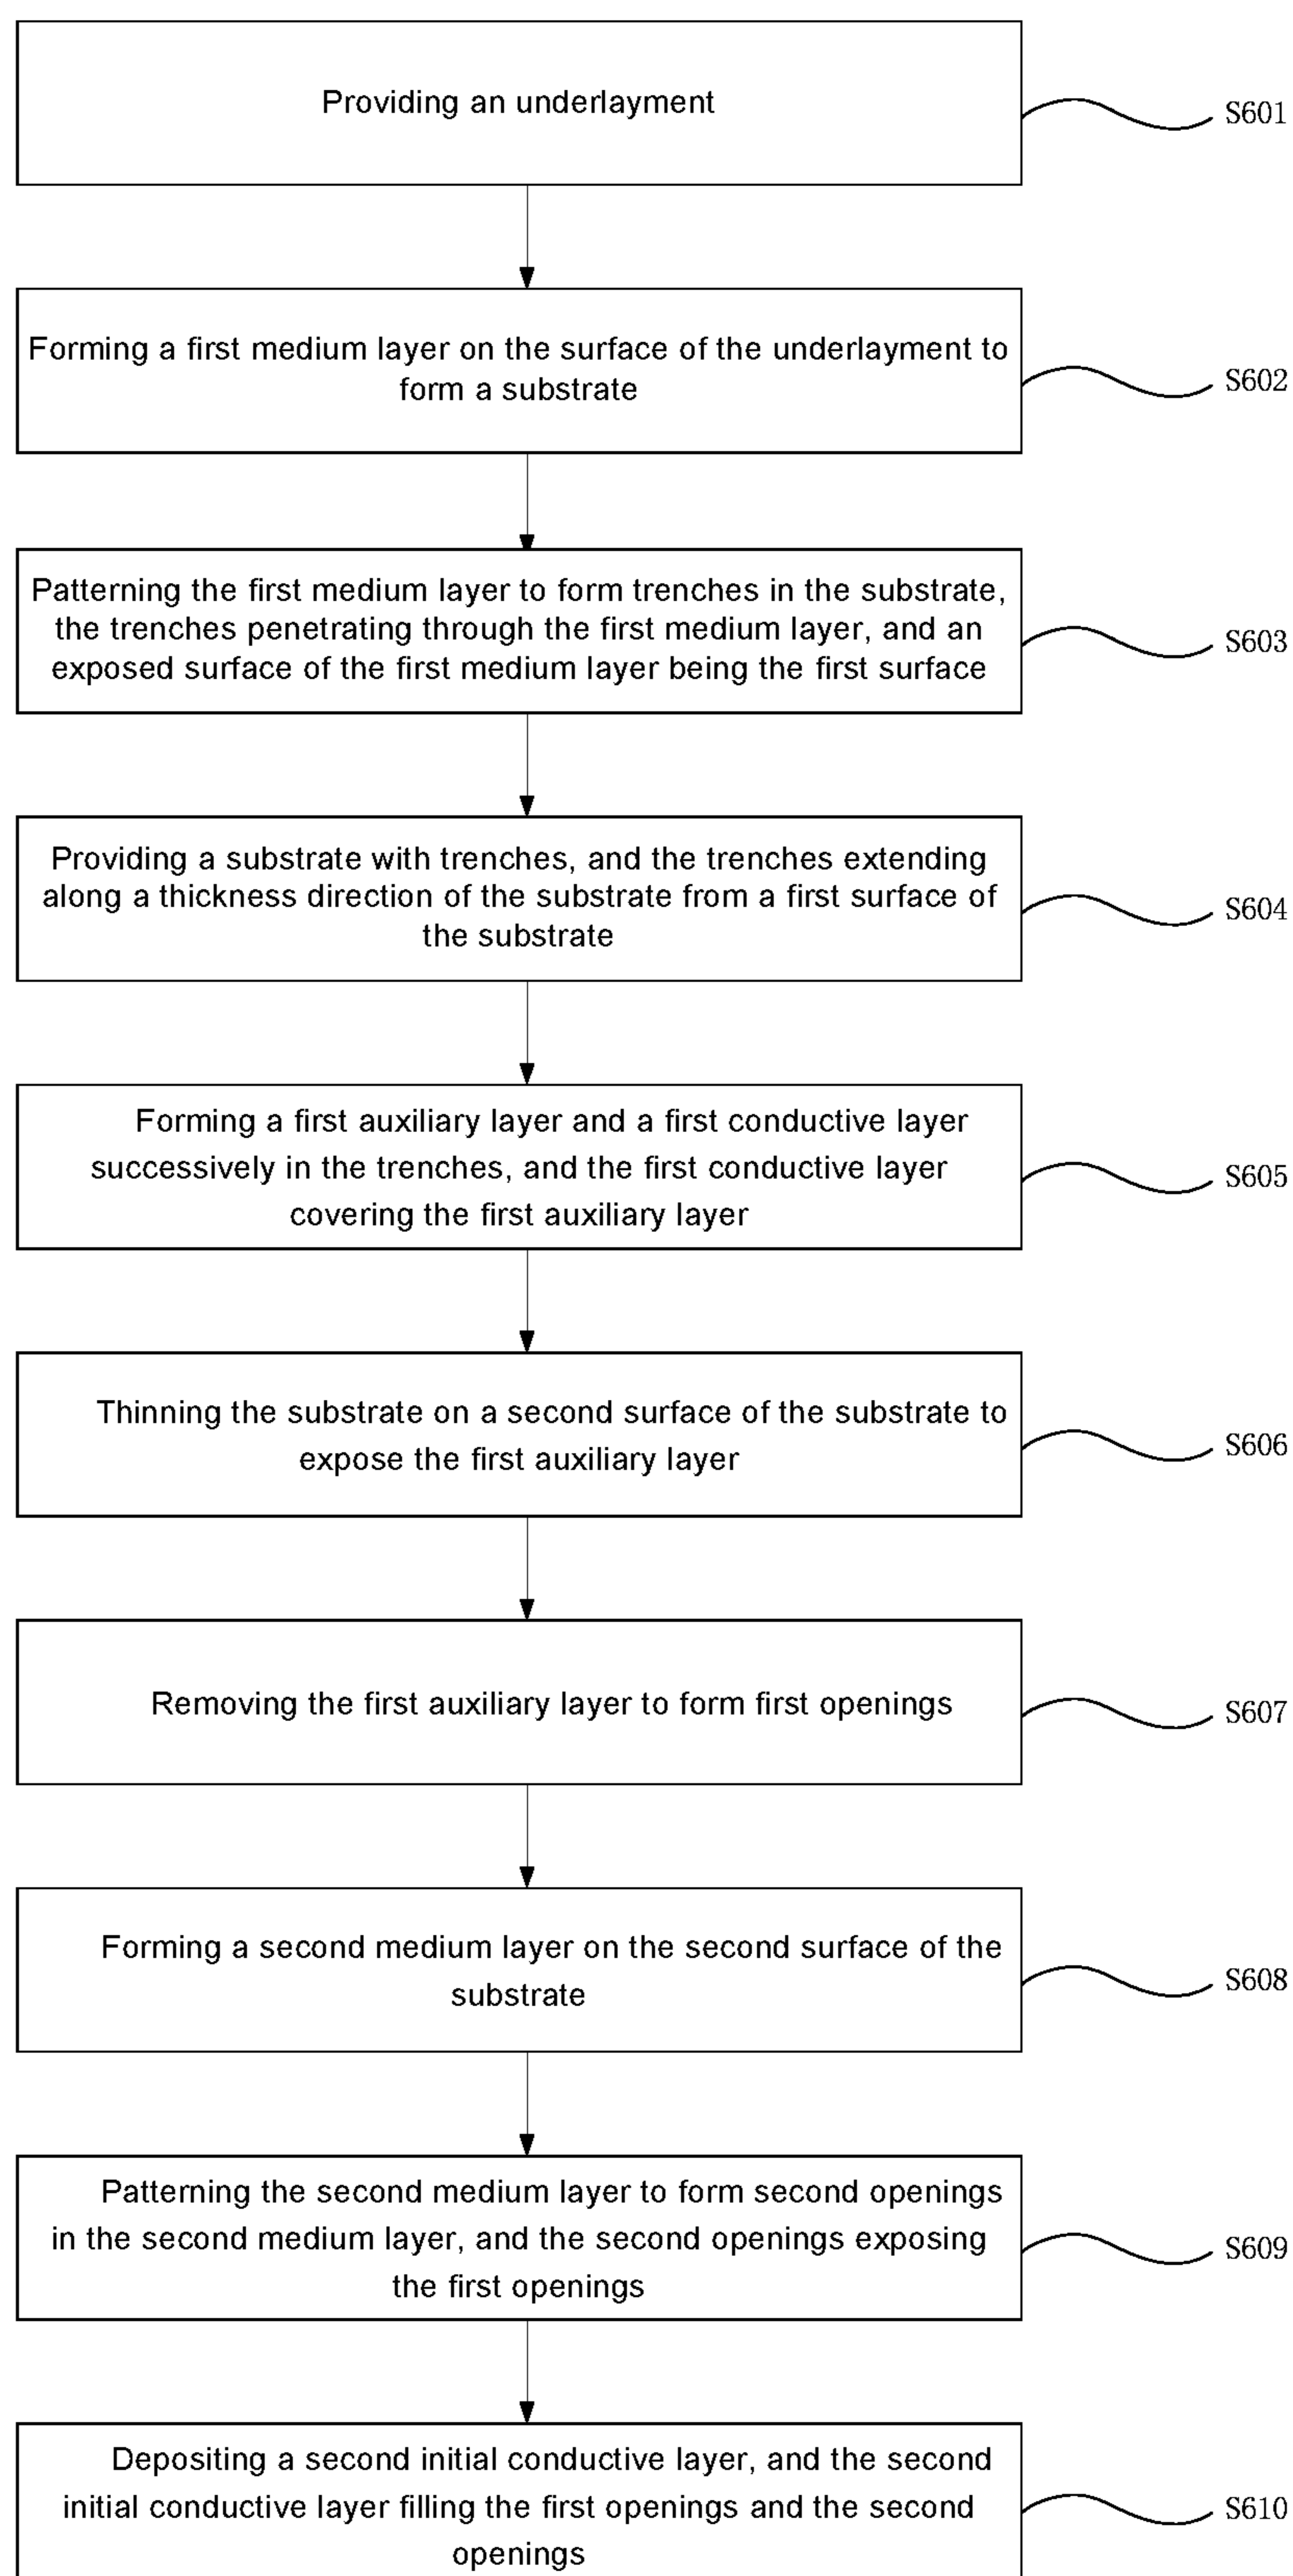 Providing an underlayment
S601
Forming a first medium layer on the surface of the underlayment to
form a substrate
S602
Patterning the first medium layer to form trenches in the substrate,
the trenches penetrating through the first medium layer, and an
exposed surface of the first medium layer being the first surface
S603
Providing a substrate with trenches, and the trenches extending
along a thickness direction of the substrate from a first surface of
the substrate
S604
Forming a first auxiliary layer and a first conductive layer
successively in the trenches, and the first conductive layer
covering the first auxiliary layer
S605
Thinning the substrate on a second surface of the substrate to
expose the first auxiliary layer
S606
Removing the first auxiliary layer to form first openings
S607
Forming a second medium layer on the second surface of the
substrate
S608
Patterning the second medium layer to form second openings
in the second medium layer, and the second openings exposing
the first openings
S609
Depositing a second initial conductive layer, and the second
initial conductive layer filling the first openings and the second
openings
S610